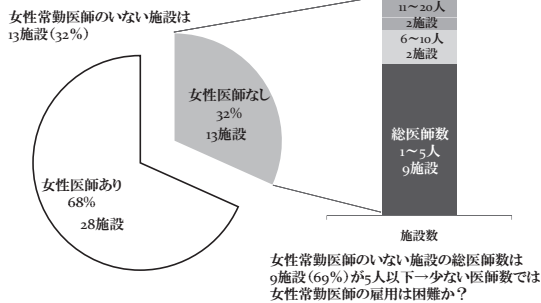 女性常勤医師のいない施設は
13施設(32%)
11〜20人
2施設
6〜10人
2施設
女性医師なし
32%
13施設
総医師数
1〜5人
9施設
女性医師あり
68%
28施設
施設数
女性常勤医師のいない施設の総医師数は
9施設(69%)が5人以下→少ない医師数では
女性常勤医師の雇用は困難か?